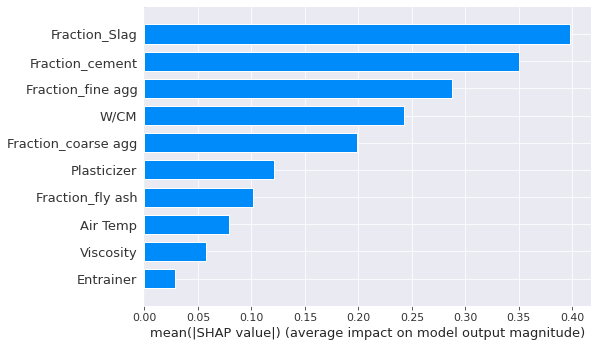 Fraction_Slag
Fraction_cement
Fraction_fine agg
W/CM
Fraction_coarse agg
Plasticizer
Fraction_fly ash
Air Temp
Viscosity
Entrainer
0.00 0.05 0.10 0.15 0.20 0.25 0.30 0.35 0.40
mean(|SHAP value|) (average impact on model output magnitude)